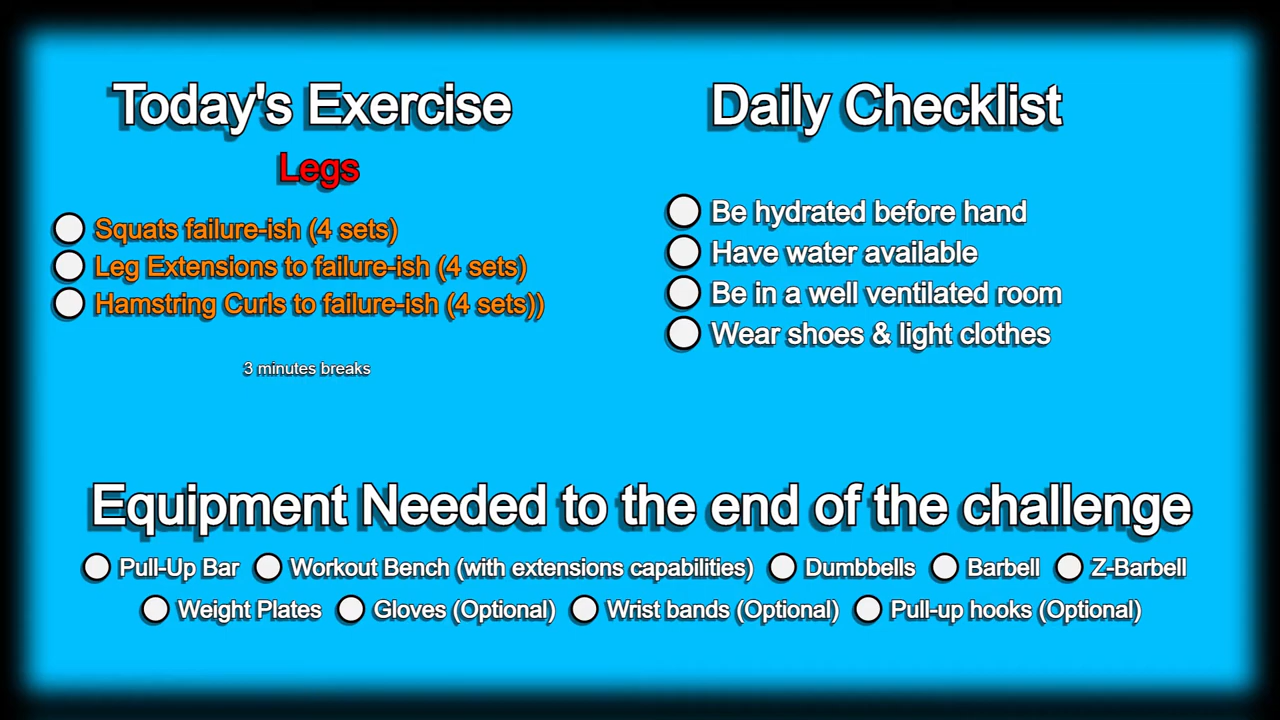 Today's Exercise
Legs
Squats failure-ish (4 sets)
Leg Extensions to failure-ish (4 sets)
Hamstring Curls to failure-ish (4 sets))
3 minutes breaks
Daily Checklist
Be hydrated before hand
Have water available
Be in a well ventilated room
Wear shoes & light clothes
Equipment Needed to the end of the challenge
Pull-Up Bar Workout Bench (with extensions capabilities) Dumbbells Barbell Z-Barbell
Weight Plates Gloves (Optional) Wrist bands (Optional) Pull-up hooks (Optional)